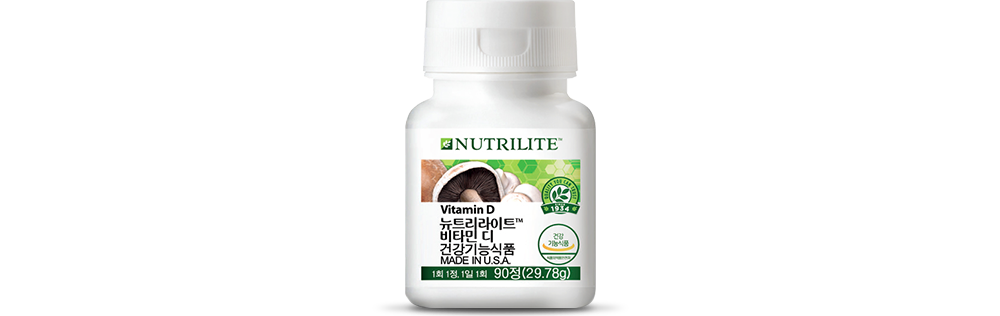 NUTRILITE™
Vitamin D
뉴트리라이트™
비타민 디
건강기능식품
MADE IN U.S.A.
1회 1정, 1일 1회 90정(29.78g)
1934
건강
기능식품